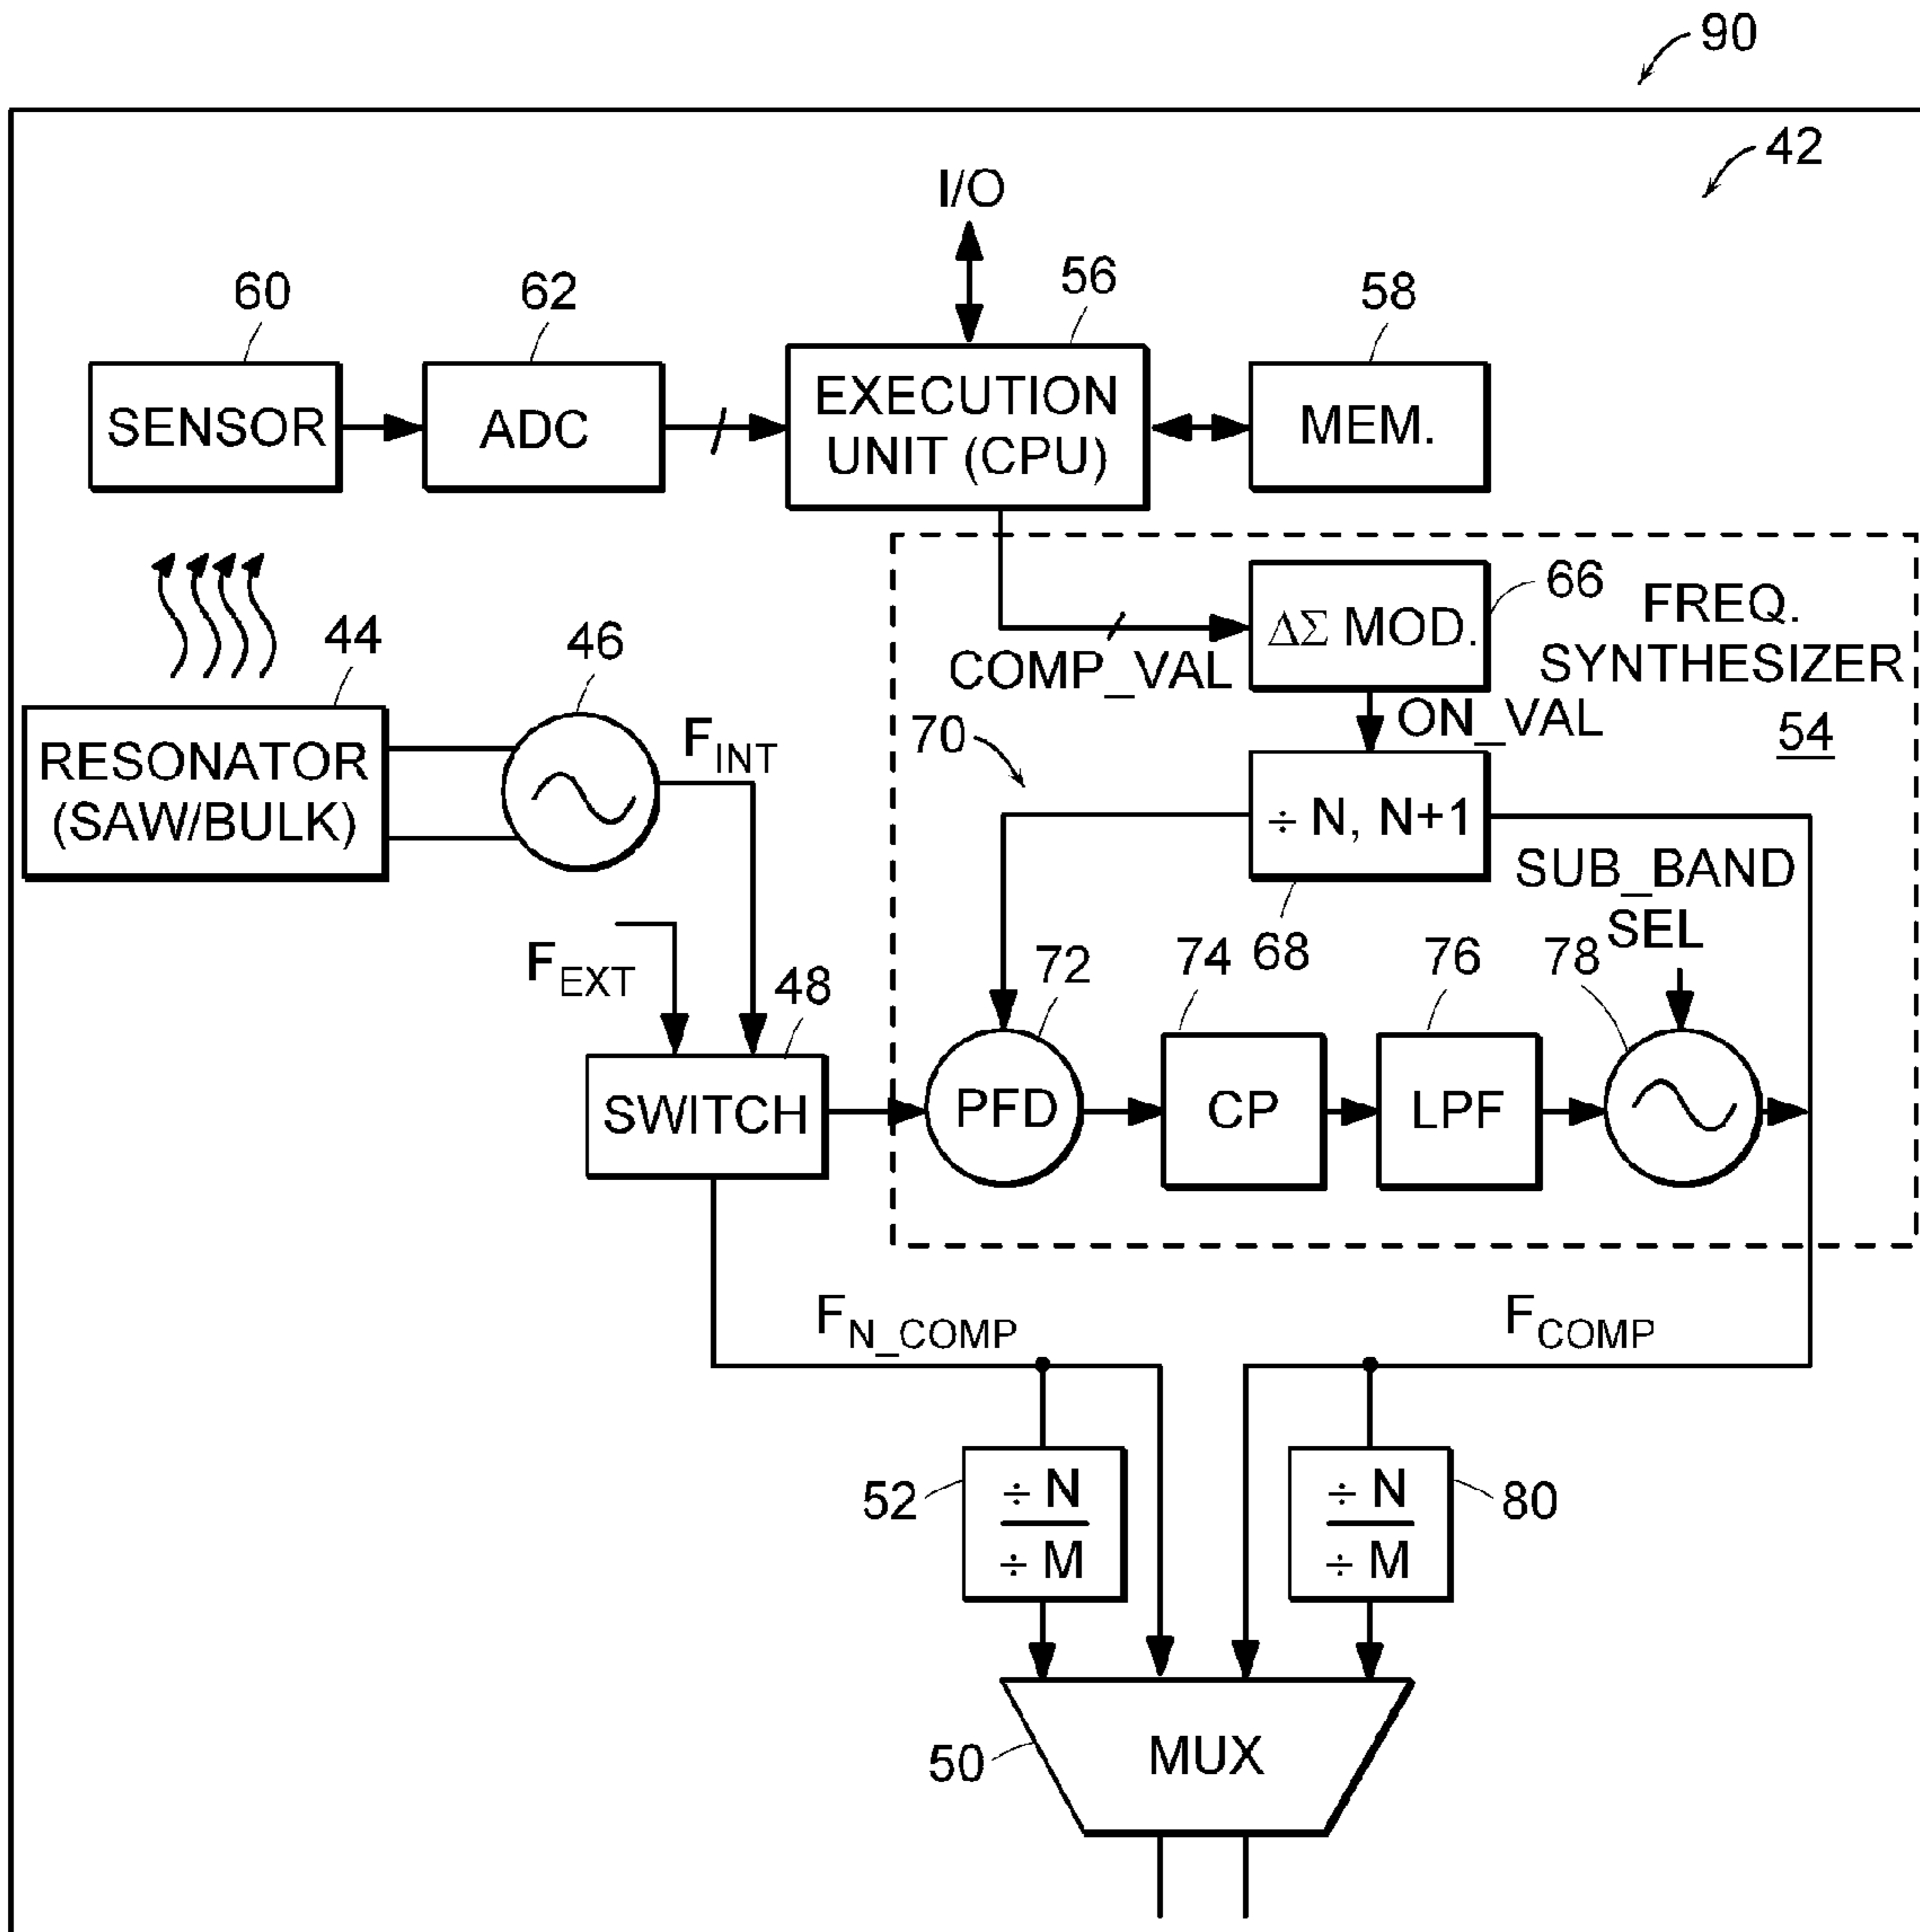 90
42
I/O
60
62
56
58
SENSOR
ADC
EXECUTION
UNIT (CPU)
MEM.
44
46
66
ΔΣ MOD.
FREQ.
SYNTHESIZER
54
COMP_VAL
ON_VAL
70
RESONATOR
(SAW/BULK)
F_INT
÷ N, N+1
SUB_BAND
SEL
68
F_EXT
48
72
74
76
78
SWITCH
PFD
CP
LPF
F_N_COMP
F_COMP
52
÷ N
÷ M
÷ N
÷ M
80
50
MUX